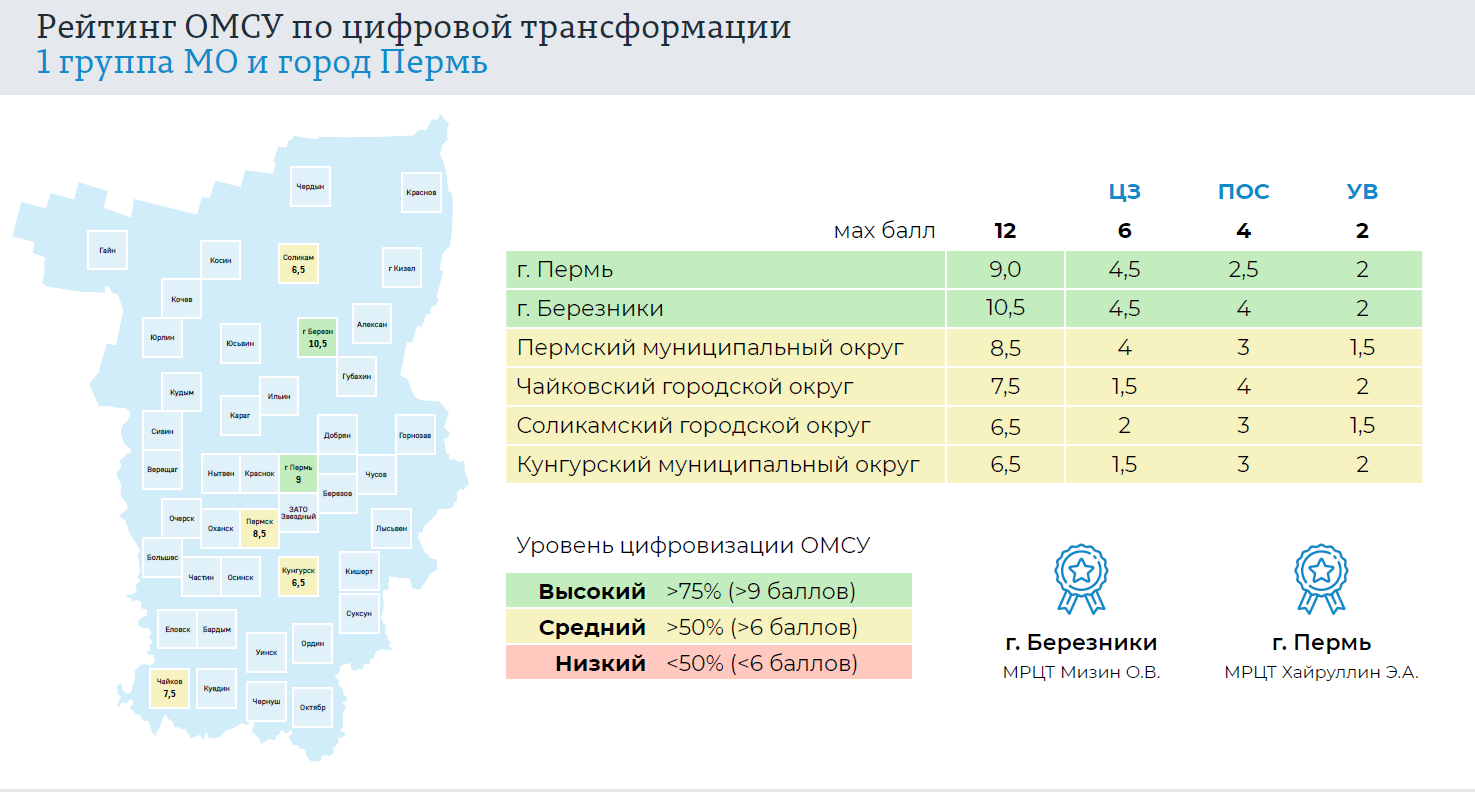 Рейтинг ОМСУ по цифровой трансформации
1 группа МО и город Пермь
Чердын
Краснов
Гайн
Косин
Соликам
6,5
г Кизел
Кочев
Юрлин
Юсьвин
г Березн
10,5
Алексан
Губахин
Кудым
Ильин
Караг
Сивин
Добрян
Горнозав
Верещаг
Нытвен
Краснок
г Пермь
9
Чусов
Березов
Очерск
Оханск
Пермск
8,5
ЗАТО
Звездный
Лысьвен
Большес
Частин
Осинск
Кунгурск
6,5
Кишерт
Суксун
Еловск
Бардым
Уинск
Ордин
Чайков
7,5
Куедин
Чернуш
Октябр
ЦЗ ПОС УВ
мах балл 12 6 4 2
г. Пермь 9,0 4,5 2,5 2
г. Березники 10,5 4,5 4 2
Пермский муниципальный округ 8,5 4 3 1,5
Чайковский городской округ 7,5 1,5 4 2
Соликамский городской округ 6,5 2 3 1,5
Кунгурский муниципальный округ 6,5 1,5 3 2
Уровень цифровизации ОМСУ
Высокий >75% (>9 баллов)
Средний >50% (>6 баллов)
Низкий <50% (<6 баллов)
г. Березники
МРЦТ Мизин О.В.
г. Пермь
МРЦТ Хайруллин Э.А.